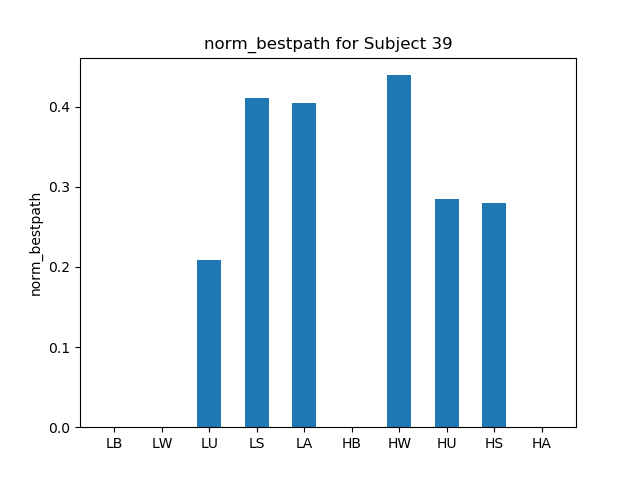 norm_bestpath for Subject 39
norm_bestpath
0.4
0.3
0.2
0.1
0.0
LB LW LU LS LA HB HW HU HS HA